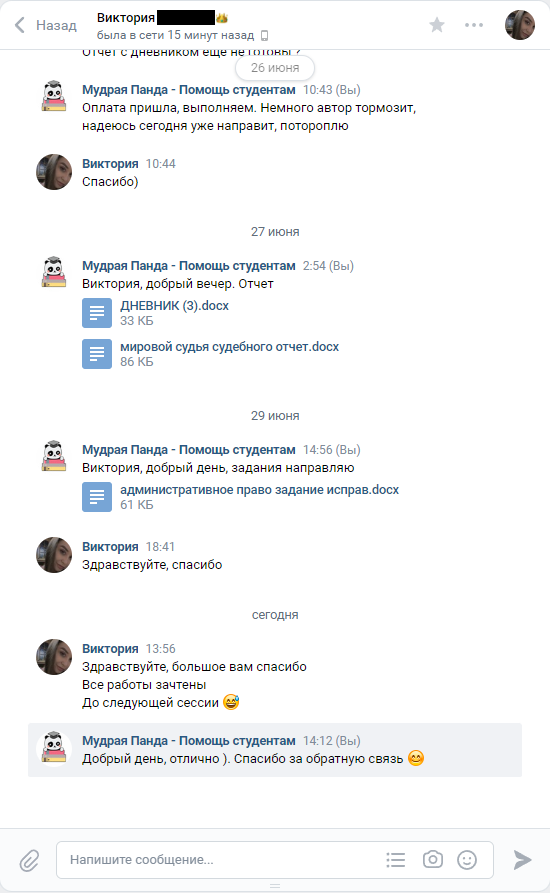 Назад
Виктория
была в сети 15 минут назад
Отчет с дневником еще не готовы ?
26 июня
Мудрая Панда - Помощь студентам 10:43 (Вы)
Оплата пришла, выполняем. Немного автор тормозит,
надеюсь сегодня уже направит, потороплю
Виктория 10:44
Спасибо)
27 июня
Мудрая Панда - Помощь студентам 2:54 (Вы)
Виктория, добрый вечер. Отчет
ДНЕВНИК (3).docx
33 КБ
мировой судья судебного отчет.docx
86 КБ
29 июня
Мудрая Панда - Помощь студентам 14:56 (Вы)
Виктория, добрый день, задания направляю
административное право задание исправ.docx
61 КБ
Виктория 18:41
Здравствуйте, спасибо
сегодня
Виктория 13:56
Здравствуйте, большое вам спасибо
Все работы зачтены
До следующей сессии 😅
Мудрая Панда - Помощь студентам 14:12 (Вы)
Добрый день, отлично ). Спасибо за обратную связь 😊
Напишите сообщение...